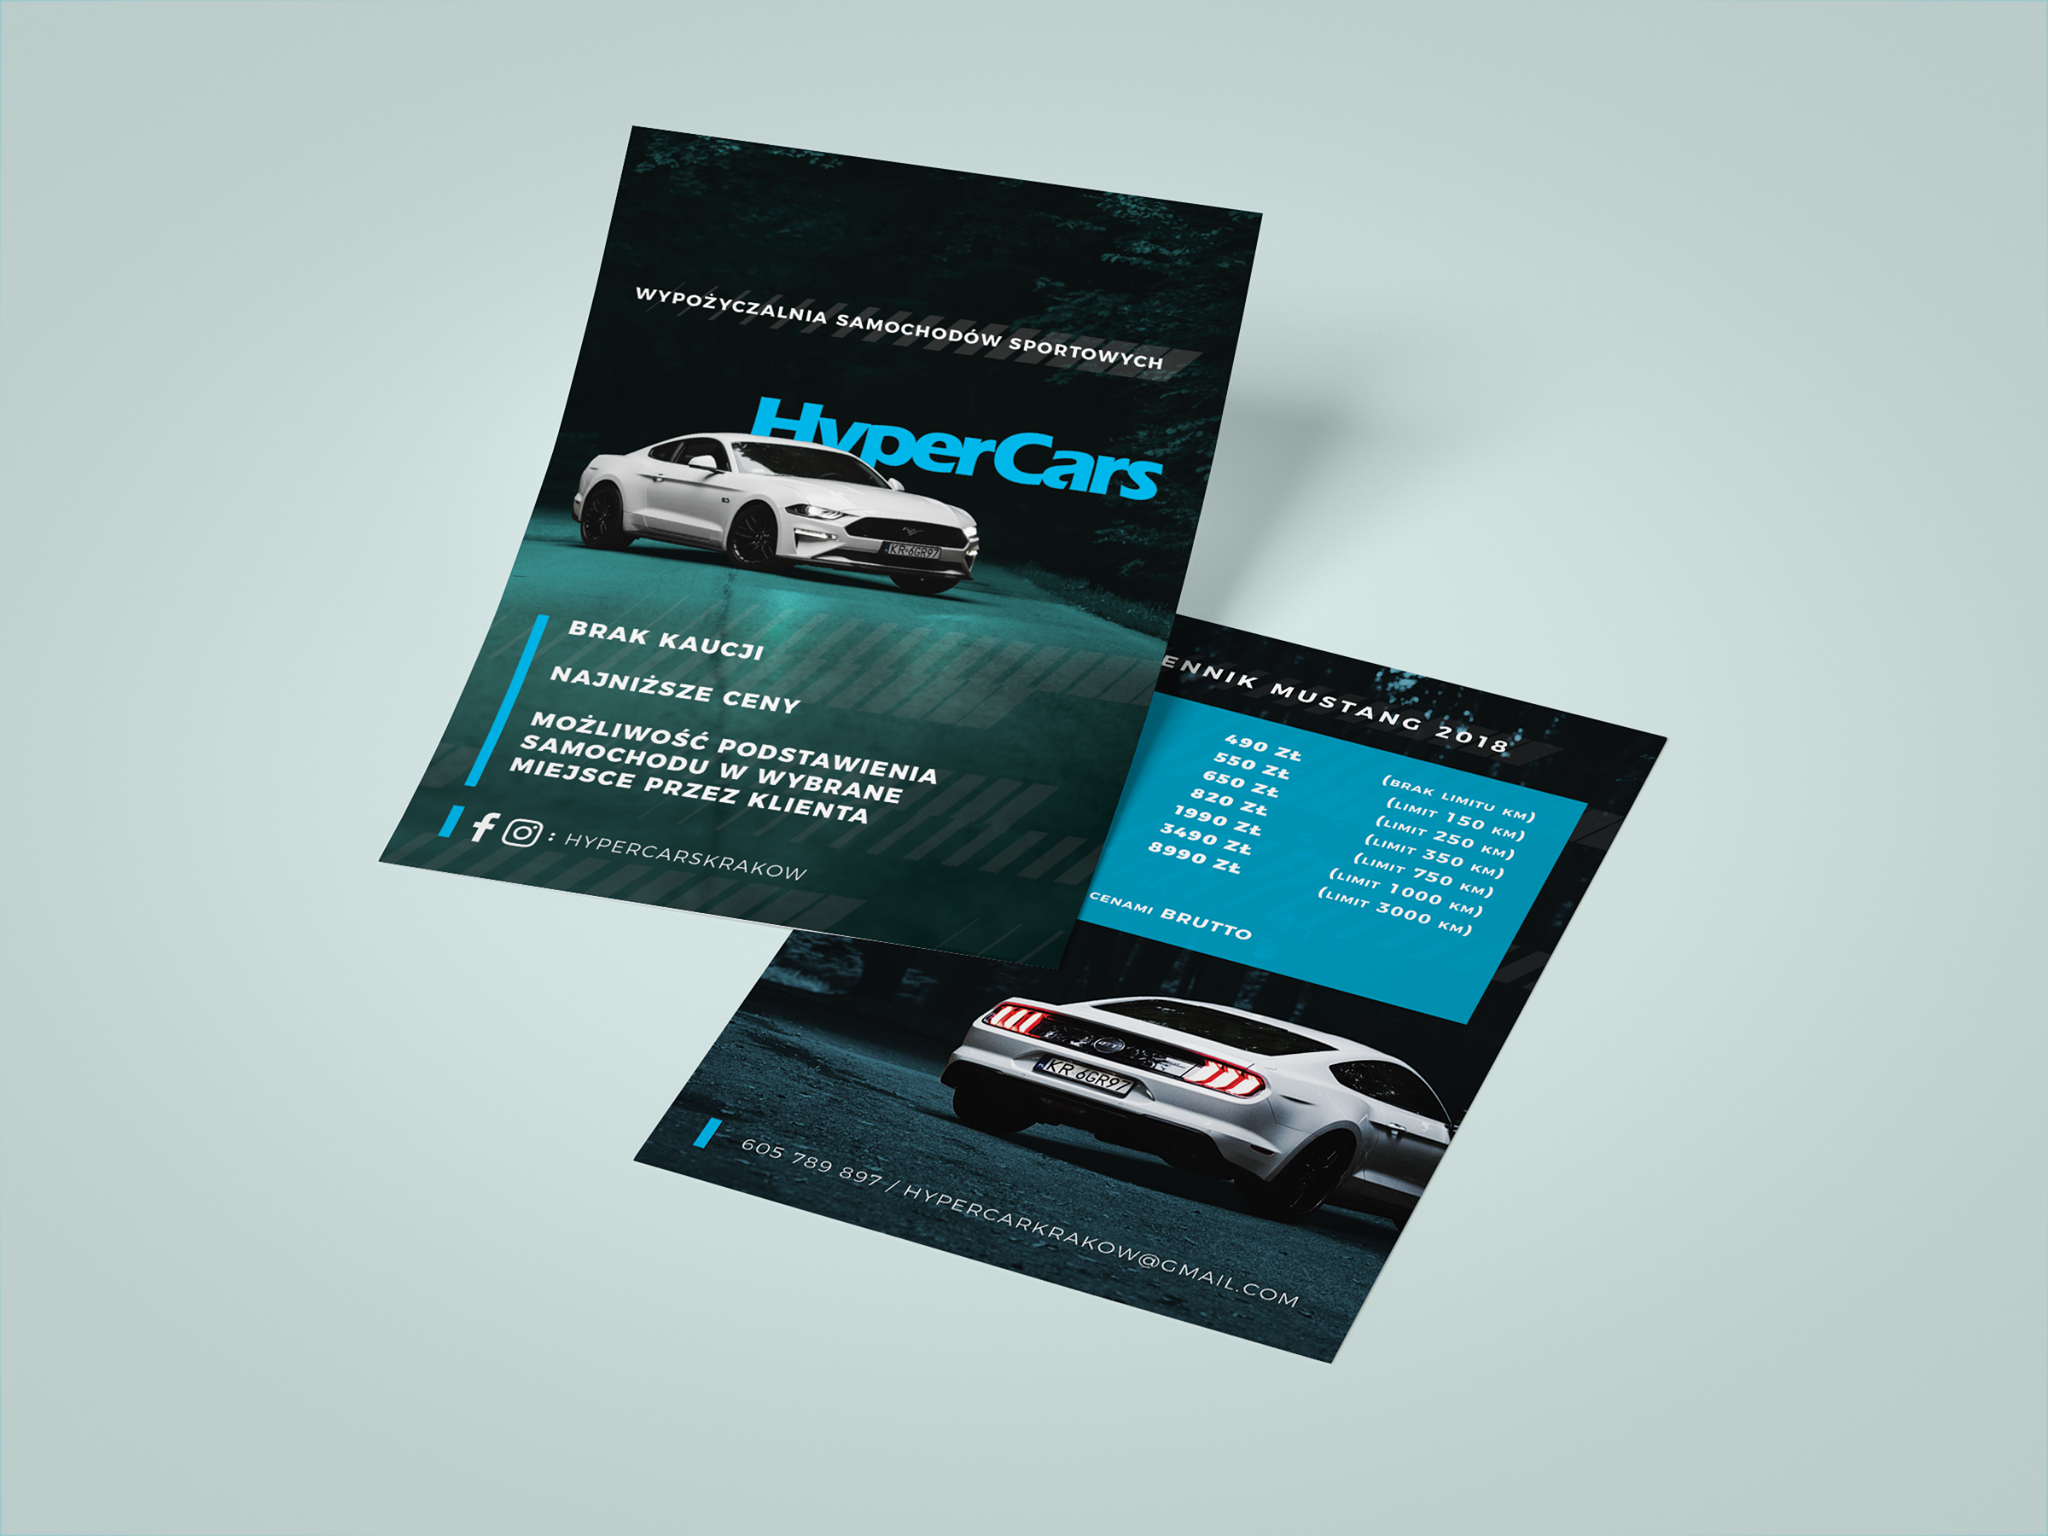 WYPOŻYCZALNIA SAMOCHODÓW SPORTOWYCH
HyperCars
KR 6GR97
BRAK KAUCJI
NAJNIŻSZE CENY
MOŻLIWOŚĆ PODSTAWIENIA
SAMOCHODU W WYBRANE
MIEJSCE PRZEZ KLIENTA
: HYPERCARSKRAKOW
ENNIK MUSTANG 2018
490 ZŁ (BRAK LIMITU KM)
550 ZŁ (LIMIT 150 KM)
650 ZŁ (LIMIT 250 KM)
820 ZŁ (LIMIT 350 KM)
1990 ZŁ (LIMIT 750 KM)
3490 ZŁ (LIMIT 1000 KM)
8990 ZŁ (LIMIT 3000 KM)
CENAMI BRUTTO
KR 6GR97
605 789 897 / HYPERCARKRAKOW@GMAIL.COM